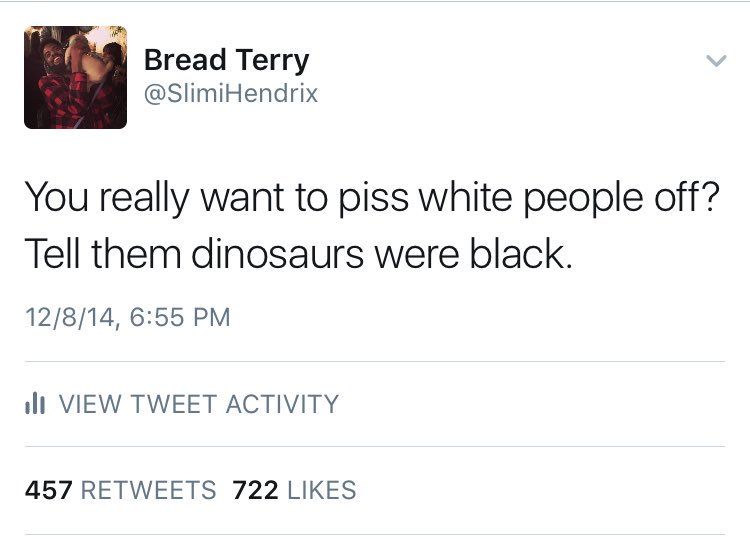 Bread Terry
@SlimiHendrix
You really want to piss white people off?
Tell them dinosaurs were black.
12/8/14, 6:55 PM
VIEW TWEET ACTIVITY
457 RETWEETS 722 LIKES